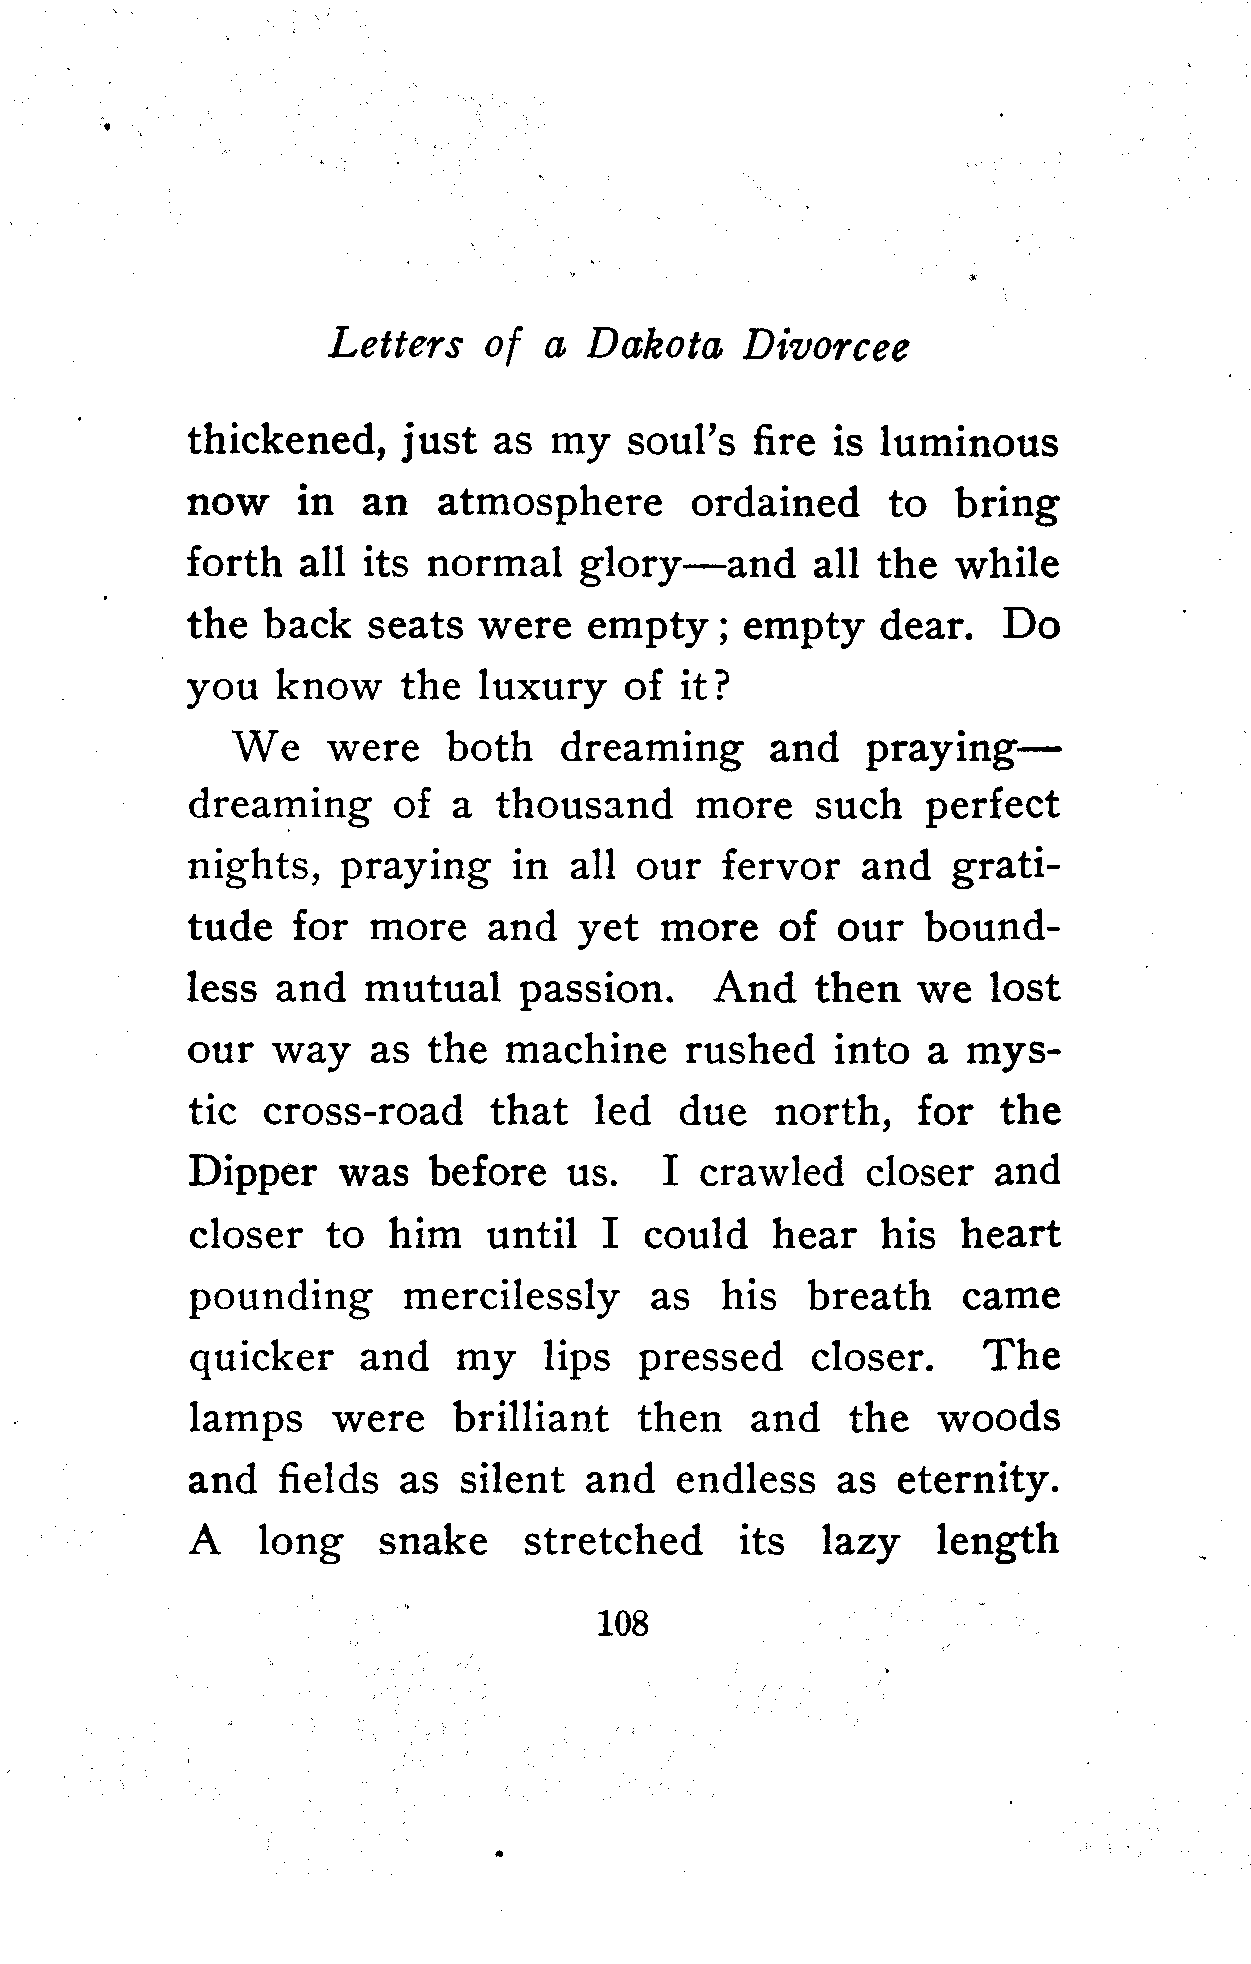 Letters of a Dakota Divorcee
thickened, just as my soul's fire is luminous
now in an atmosphere ordained to bring
forth all its normal glory—and all the while
the back seats were empty; empty dear. Do
you know the luxury of it?
We were both dreaming and praying—
dreaming of a thousand more such perfect
nights, praying in all our fervor and grati-
tude for more and yet more of our bound-
less and mutual passion. And then we lost
our way as the machine rushed into a mys-
tic cross-road that led due north, for the
Dipper was before us. I crawled closer and
closer to him until I could hear his heart
pounding mercilessly as his breath came
quicker and my lips pressed closer. The
lamps were brilliant then and the woods
and fields as silent and endless as eternity.
A long snake stretched its lazy length
108